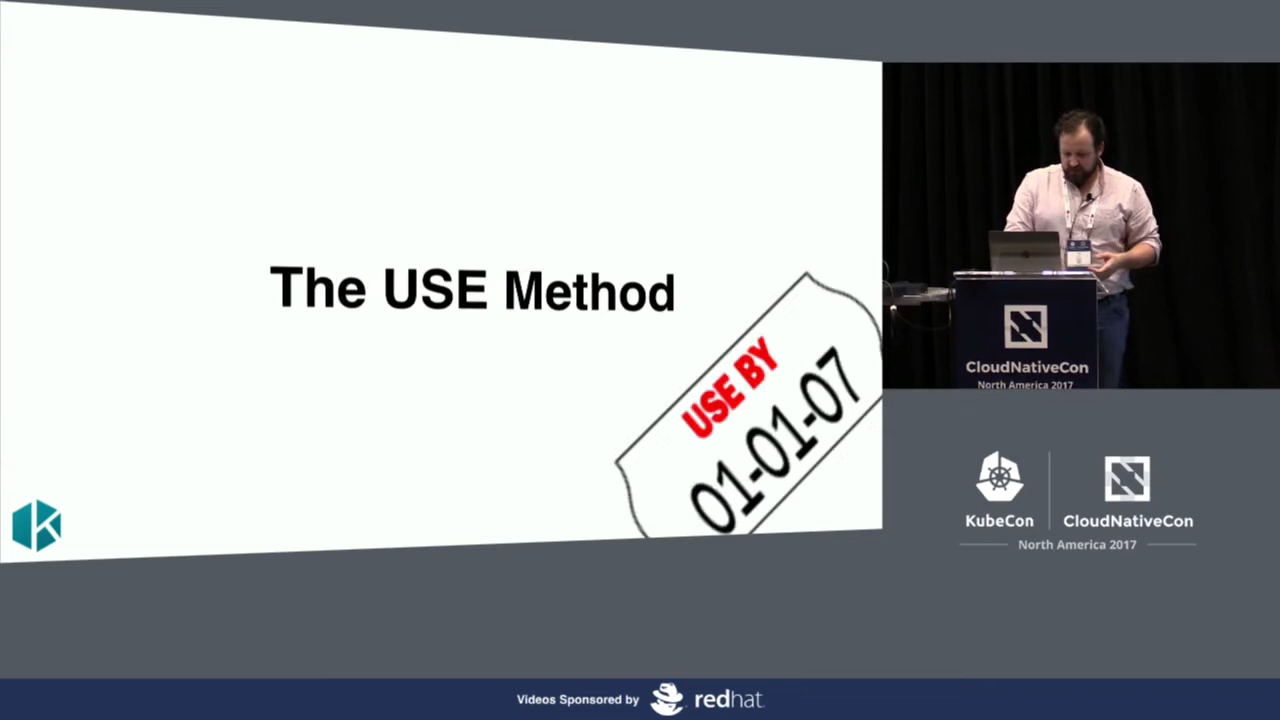 The USE Method
USE BY
01-01-07
CloudNativeCon
North America 2017
KubeCon
CloudNativeCon
North America 2017
Videos Sponsored by
redhat.